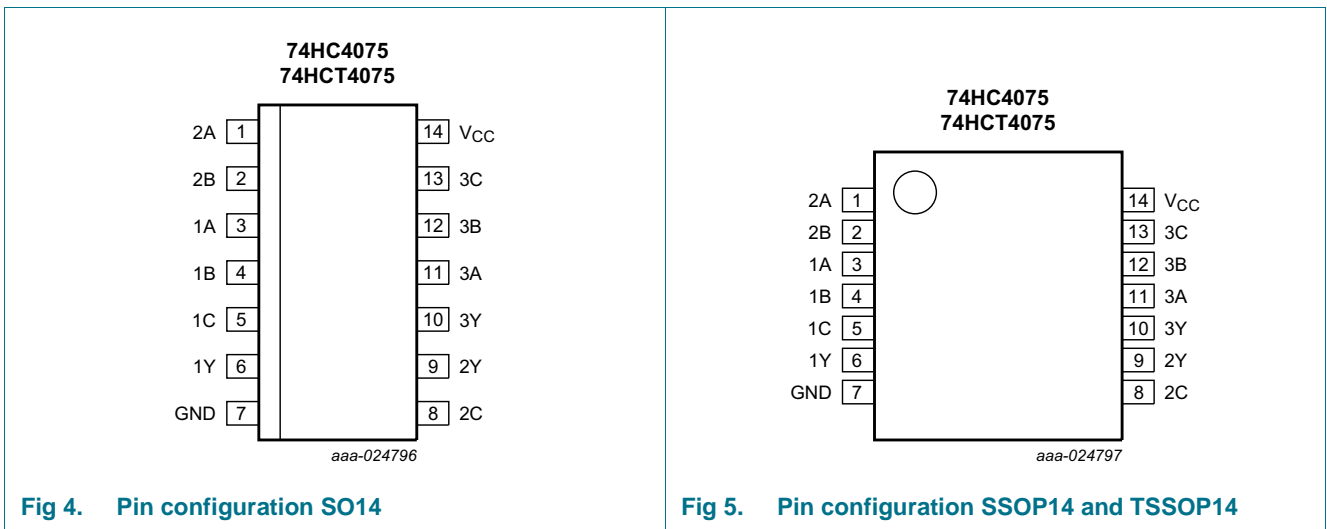 74HC4075
74HCT4075
2A 1 14 VCC
2B 2 13 3C
1A 3 12 3B
1B 4 11 3A
1C 5 10 3Y
1Y 6 9 2Y
GND 7 8 2C
aaa-024796
Fig 4. Pin configuration SO14
74HC4075
74HCT4075
2A 1 14 VCC
2B 2 13 3C
1A 3 12 3B
1B 4 11 3A
1C 5 10 3Y
1Y 6 9 2Y
GND 7 8 2C
aaa-024797
Fig 5. Pin configuration SSOP14 and TSSOP14